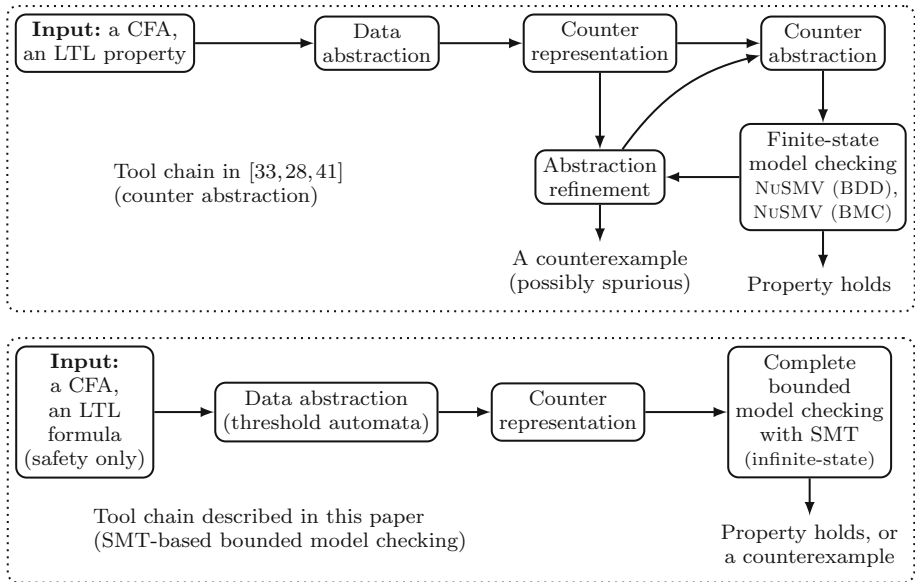 Input: a CFA,
an LTL property
Data
abstraction
Counter
representation
Counter
abstraction
Finite-state
model checking
NuSMV (BDD),
NuSMV (BMC)
Abstraction
refinement
Tool chain in [33,28,41]
(counter abstraction)
A counterexample
(possibly spurious)
Property holds
Input:
a CFA,
an LTL
formula
(safety only)
Data abstraction
(threshold automata)
Counter
representation
Complete
bounded
model checking
with SMT
(infinite-state)
Tool chain described in this paper
(SMT-based bounded model checking)
Property holds, or
a counterexample